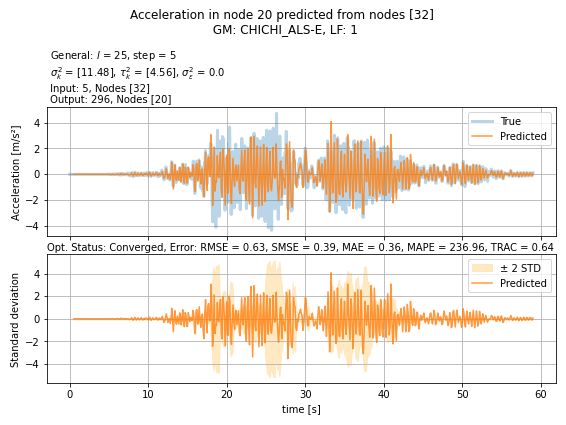 Acceleration in node 20 predicted from nodes [32]
GM: CHICHI_ALS-E, LF: 1
General: l = 25, step = 5
σ²ₖ = [11.48], τ²ₖ = [4.56], σ²ε = 0.0
Input: 5, Nodes [32]
Output: 296, Nodes [20]
Acceleration [m/s²]
4
2
0
−2
−4
True
Predicted
Opt. Status: Converged, Error: RMSE = 0.63, SMSE = 0.39, MAE = 0.36, MAPE = 236.96, TRAC = 0.64
Standard deviation
4
2
0
−2
−4
± 2 STD
Predicted
0 10 20 30 40 50 60
time [s]